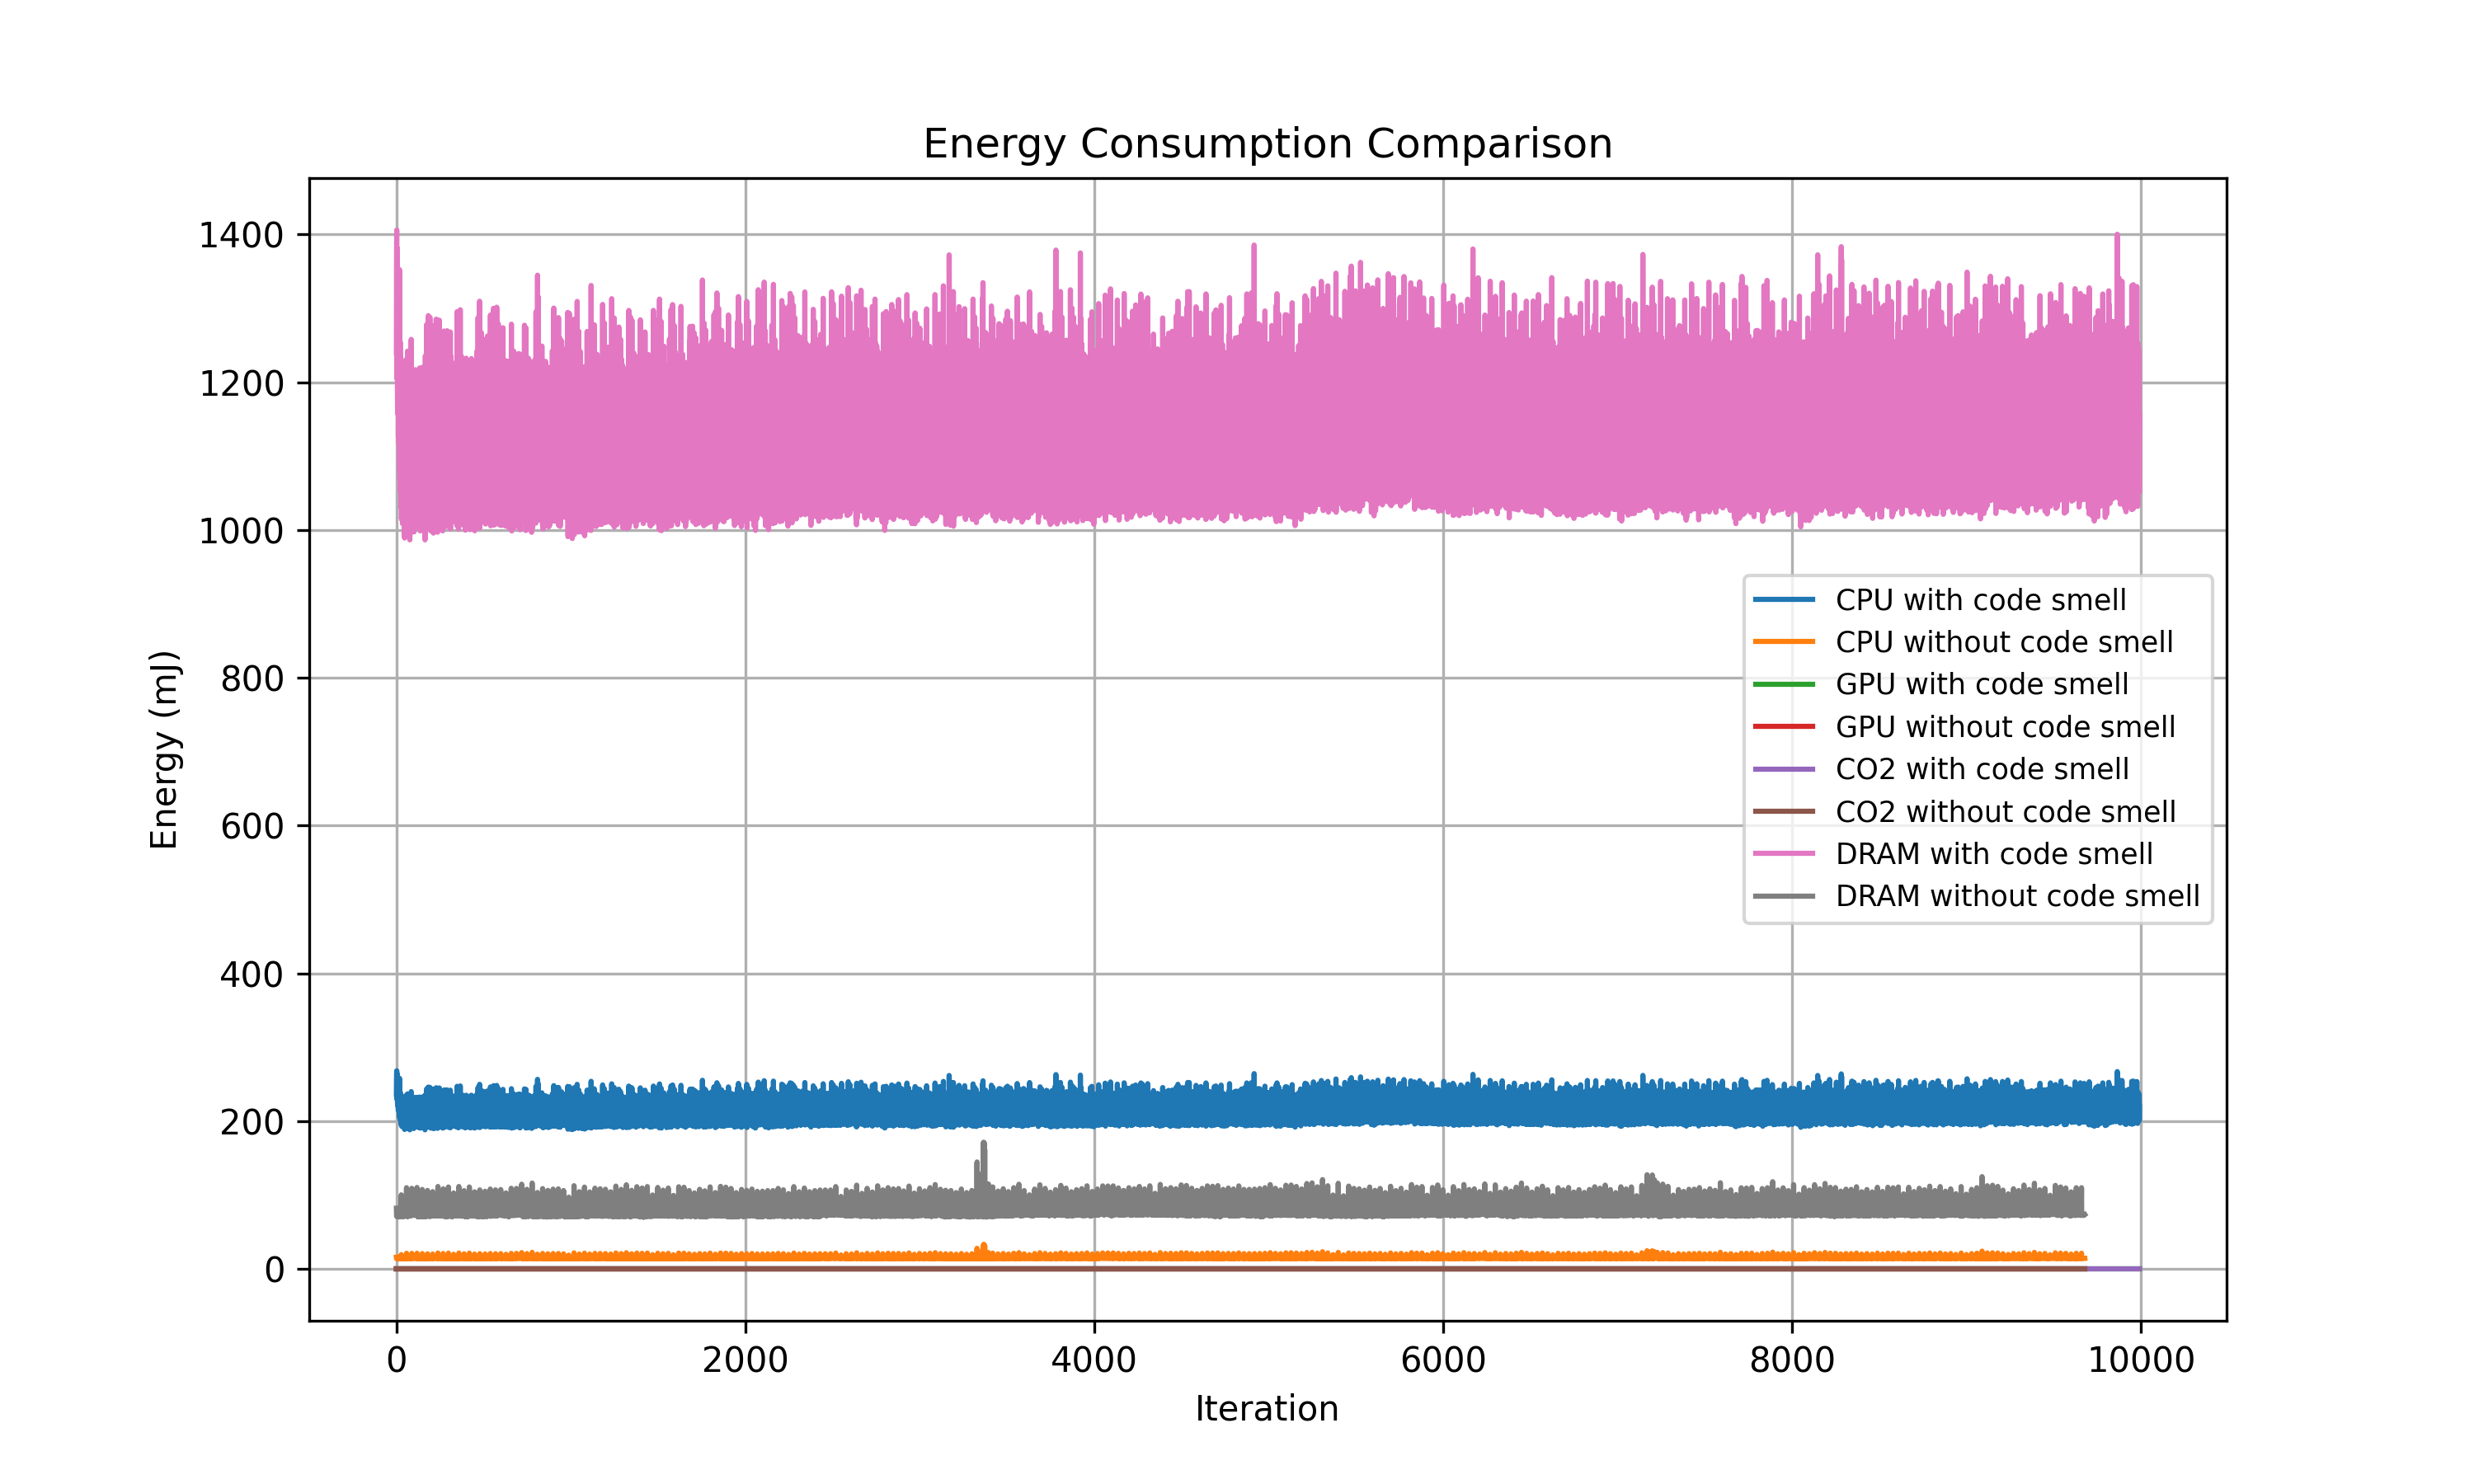 Energy Consumption Comparison
1400
1200
1000
800
600
400
200
0
Energy (mJ)
CPU with code smell
CPU without code smell
GPU with code smell
GPU without code smell
CO2 with code smell
CO2 without code smell
DRAM with code smell
DRAM without code smell
0 2000 4000 6000 8000 10000
Iteration